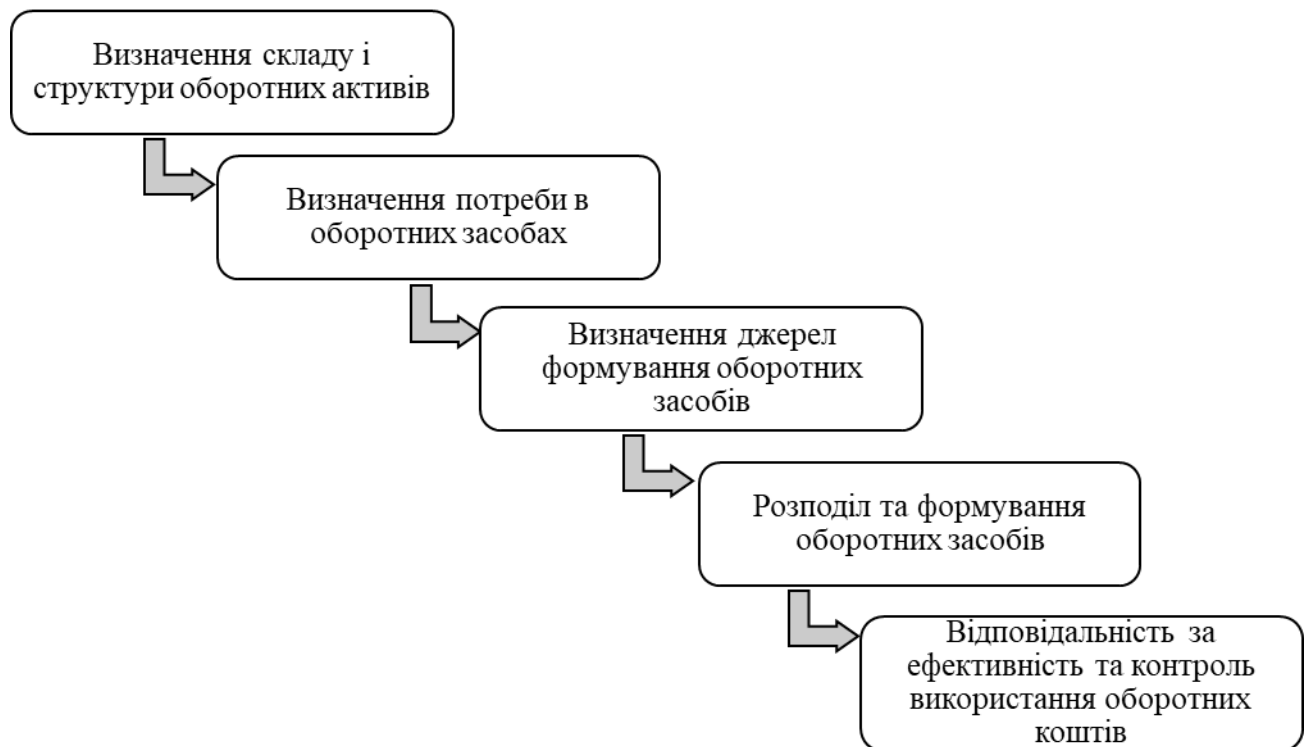 Визначення складу і
структури оборотних активів
Визначення потреби в
оборотних засобах
Визначення джерел
формування оборотних
засобів
Розподіл та формування
оборотних засобів
Відповідальність за
ефективність та контроль
використання оборотних
коштів